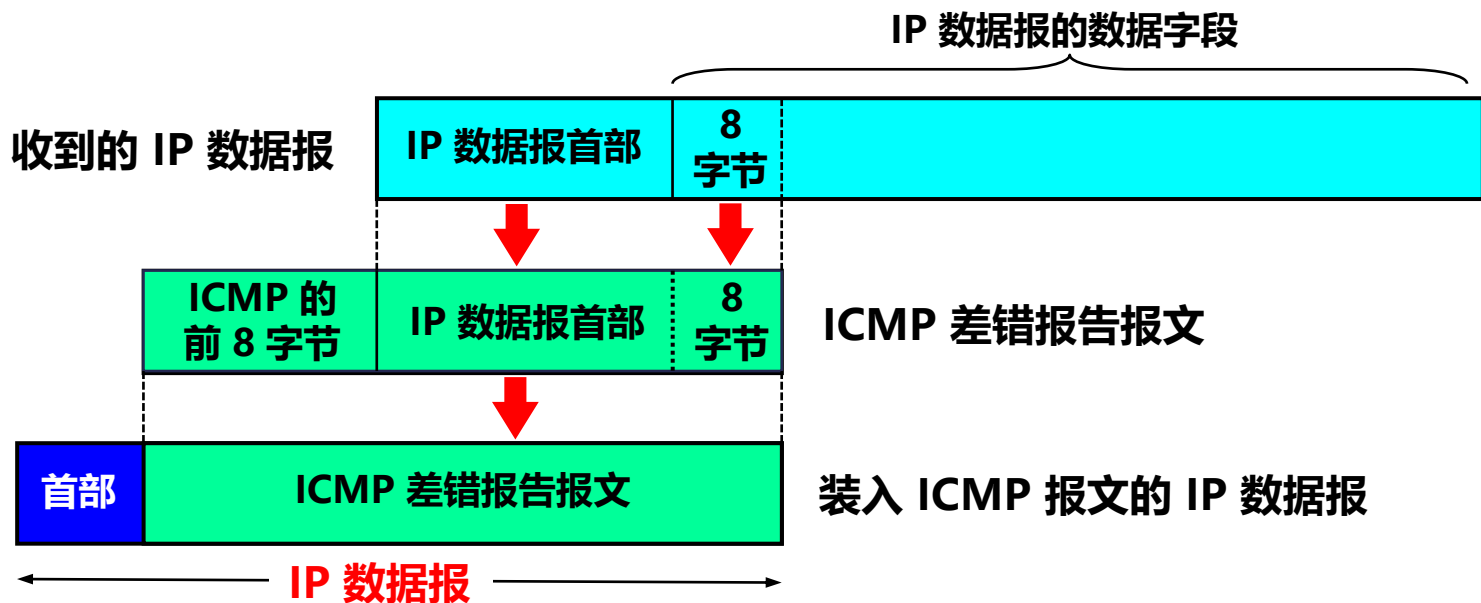 IP 数据报的数据字段
收到的 IP 数据报
IP 数据报首部
8
字节
ICMP 的
前 8 字节
IP 数据报首部
8
字节
ICMP 差错报告报文
首部
ICMP 差错报告报文
装入 ICMP 报文的 IP 数据报
IP 数据报